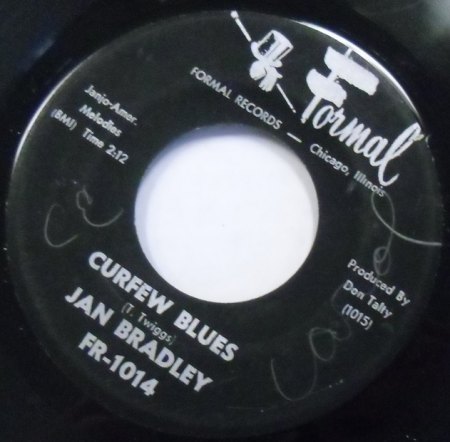 Formal
FORMAL RECORDS — Chicago, Illinois
Janjo-Amer.
Melodies
(BMI) Time 2:12
Produced By
Don Talty
(1015)
CURFEW BLUES
(T. Twiggs)
JAN BRADLEY
FR-1014